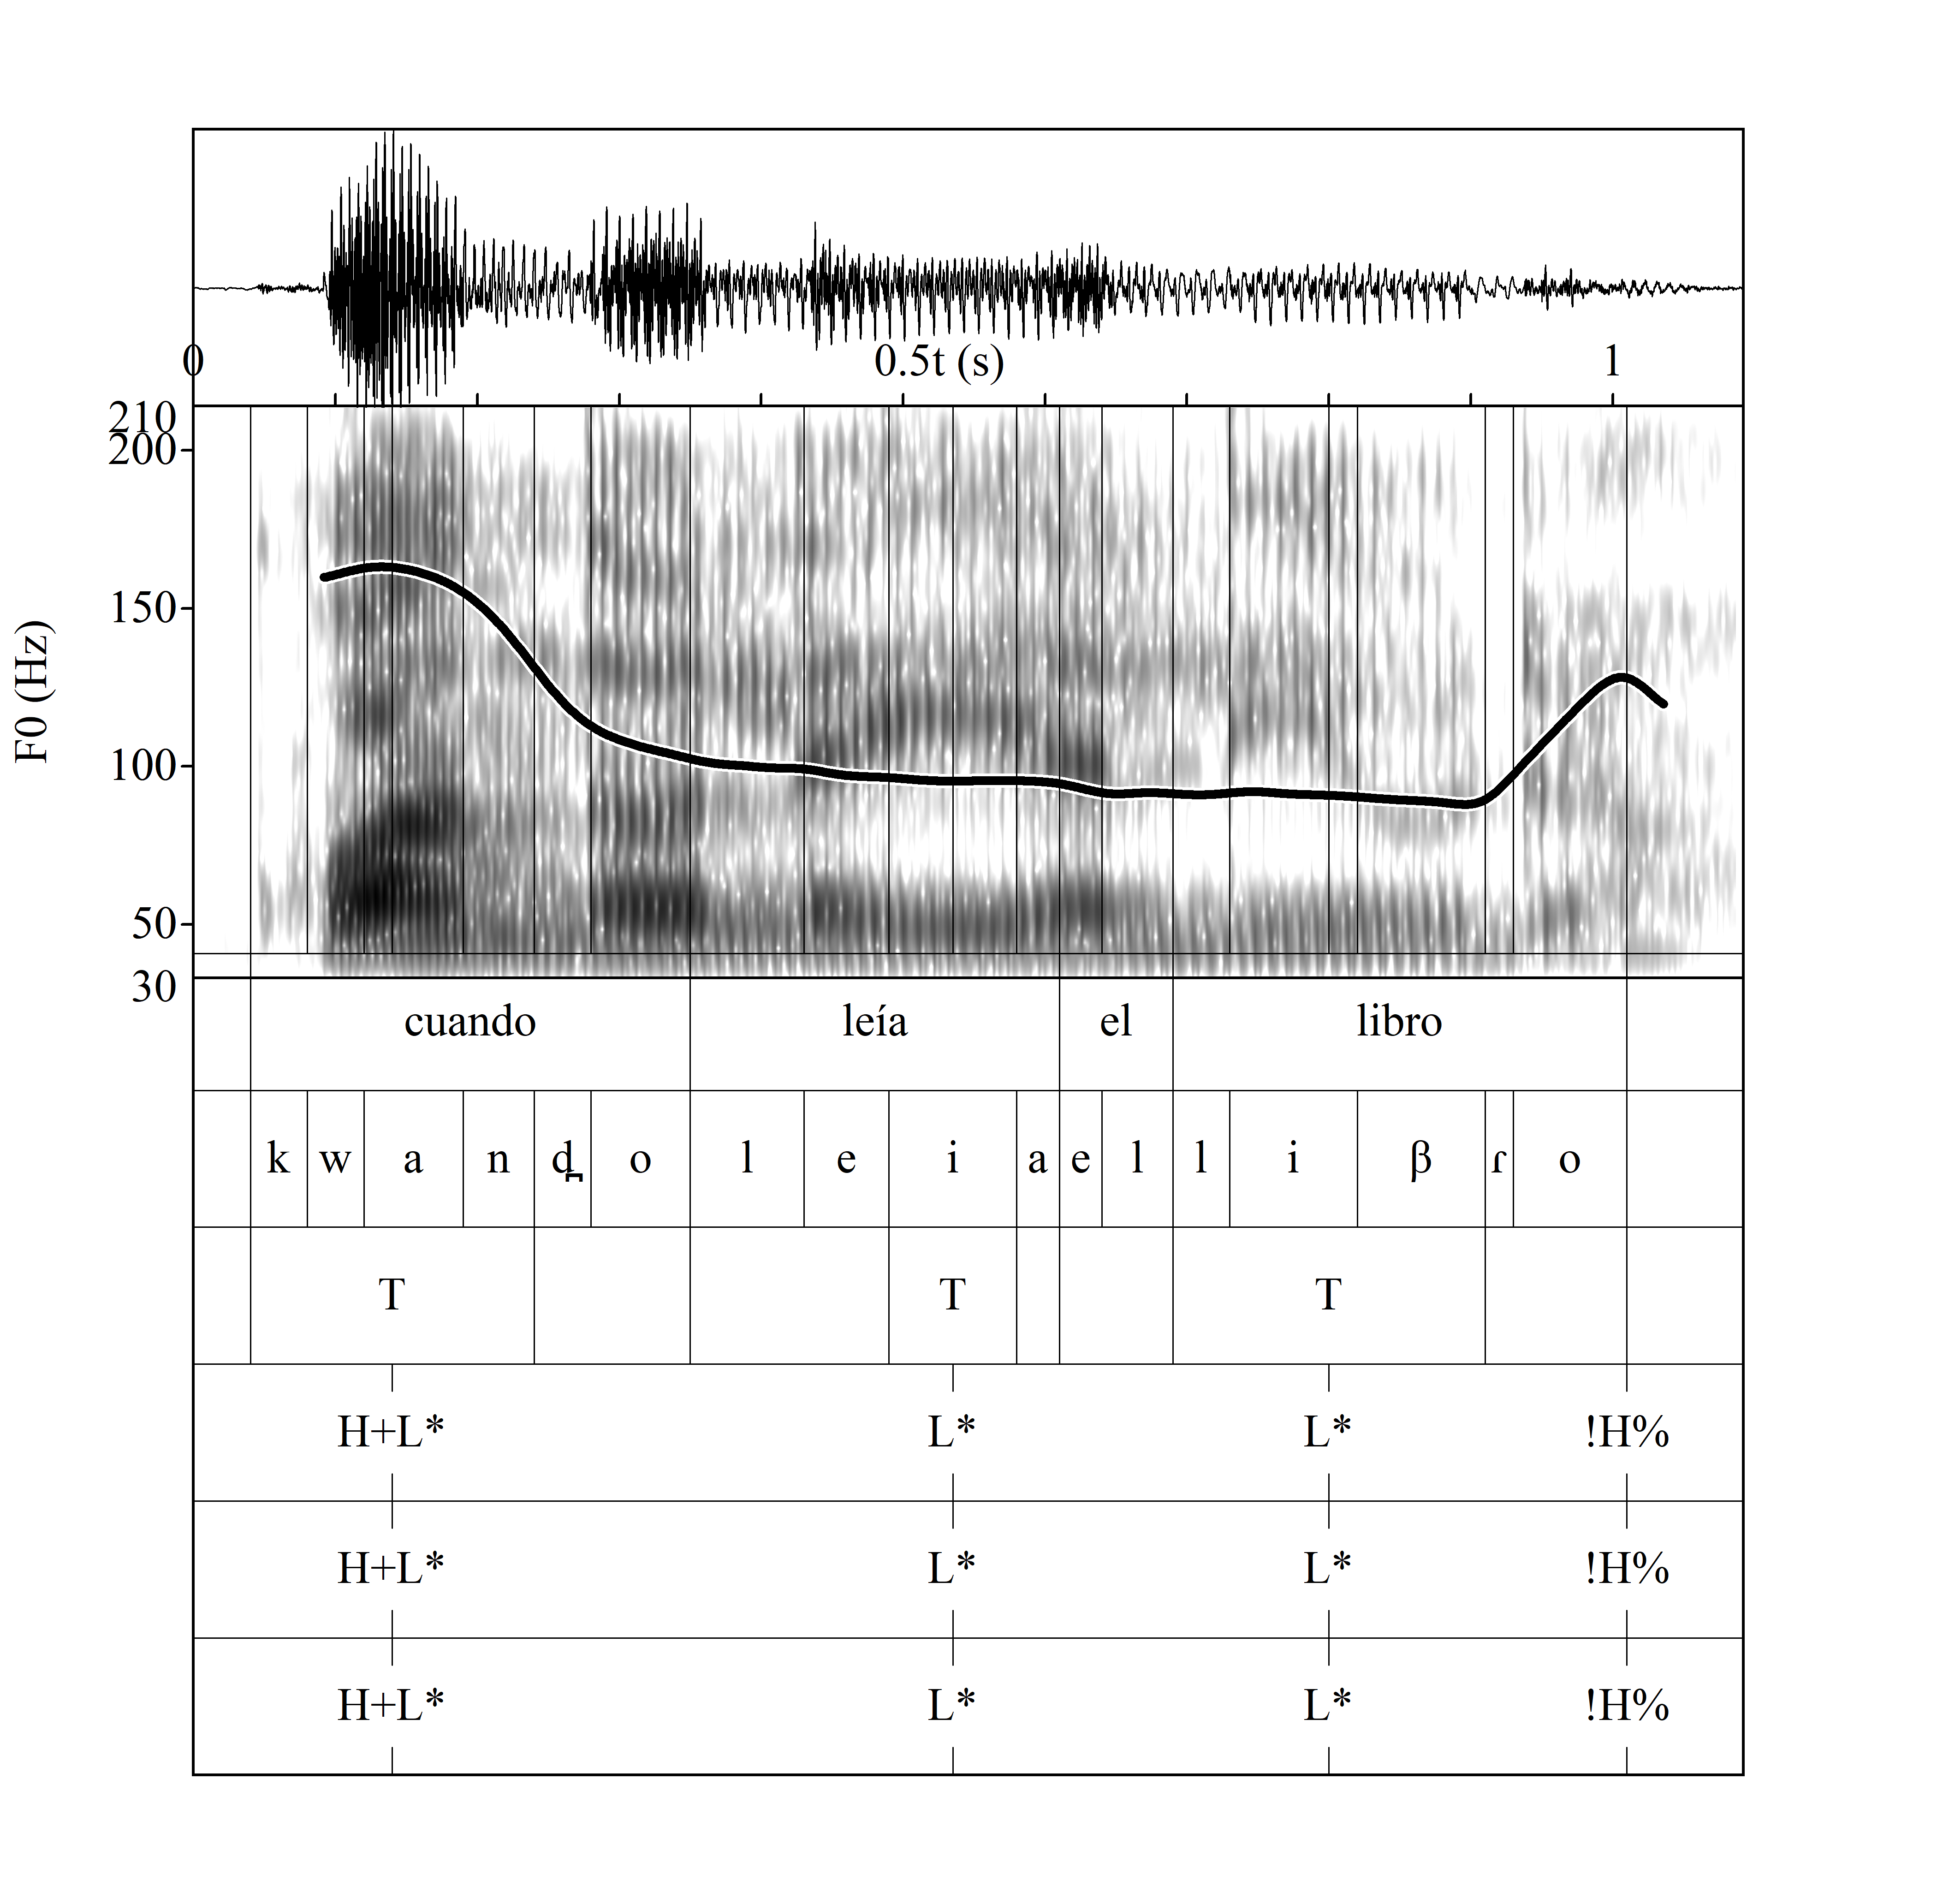 0 0.5t (s) 1
210
200
150
100
50
30
F0 (Hz)
cuando leía el libro
k w a n d̪ o l e i a e l l i β ɾ o
T T T
H+L* L* L* !H%
H+L* L* L* !H%
H+L* L* L* !H%